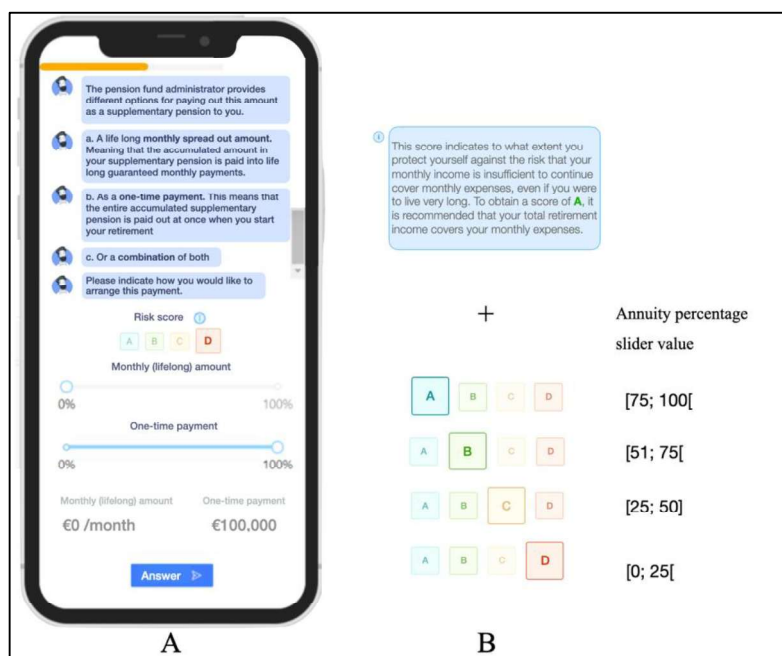 The pension fund administrator provides
different options for paying out this amount
as a supplementary pension to you.
a. A life long monthly spread out amount.
Meaning that the accumulated amount in
your supplementary pension is paid into life
long guaranteed monthly payments.
b. As a one-time payment. This means that
the entire accumulated supplementary
pension is paid out at once when you start
your retirement
c. Or a combination of both
Please indicate how you would like to
arrange this payment.
Risk score
A B C D
Monthly (lifelong) amount
0% 100%
One-time payment
0% 100%
Monthly (lifelong) amount One-time payment
€0 /month €100,000
Answer
A
This score indicates to what extent you
protect yourself against the risk that your
monthly income is insufficient to continue
cover monthly expenses, even if you were
to live very long. To obtain a score of A, it
is recommended that your total retirement
income covers your monthly expenses.
+ Annuity percentage
slider value
A B C D [75; 100[
A B C D [51; 75[
A B C D [25; 50]
A B C D [0; 25[
B